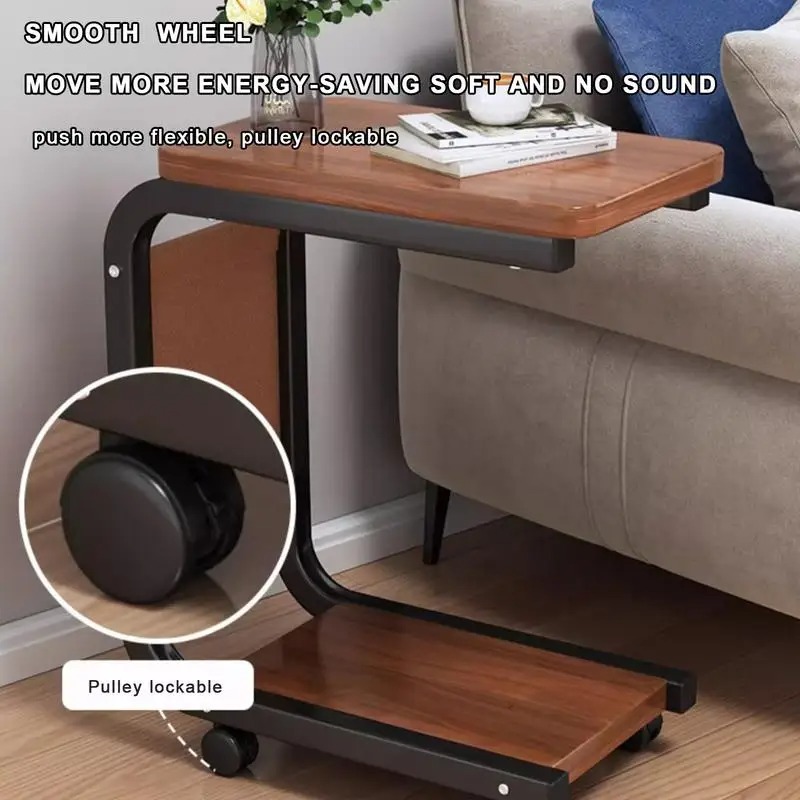 SMOOTH WHEEL
MOVE MORE ENERGY-SAVING SOFT AND NO SOUND
push more flexible, pulley lockable
Pulley lockable